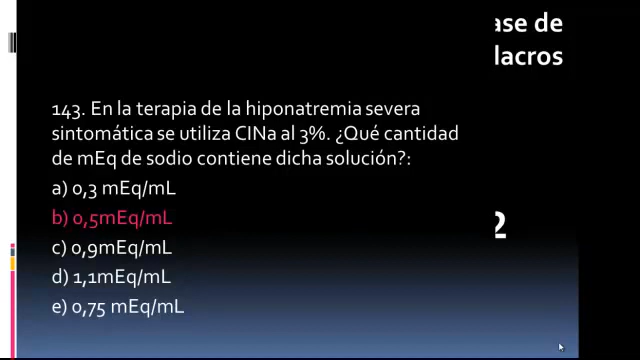 ase de
lacros
143. En la terapia de la hiponatremia severa
sintomática se utiliza ClNa al 3%. ¿Qué cantidad
de mEq de sodio contiene dicha solución?:
a) 0,3 mEq/mL
b) 0,5mEq/mL
c) 0,9mEq/mL
d) 1,1mEq/mL
e) 0,75 mEq/mL
2